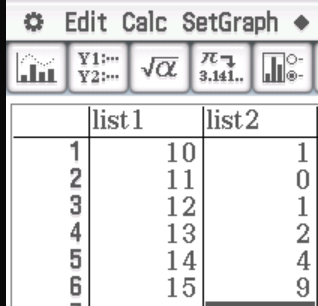 Edit Calc SetGraph
Y1:···
Y2:···
√α
π
3.141..
list1 list2
1 10 1
2 11 0
3 12 1
4 13 2
5 14 4
6 15 9